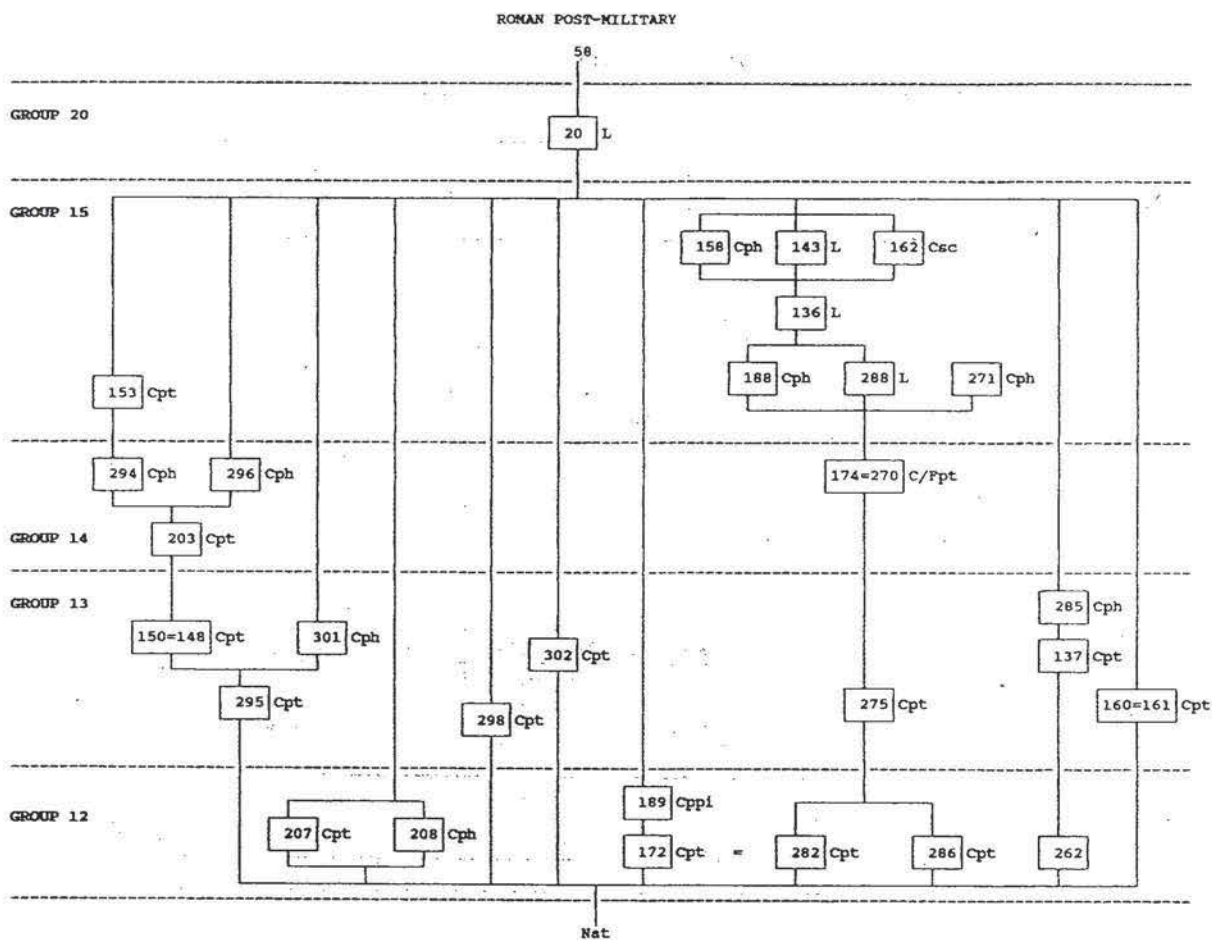 ROMAN POST-MILITARY
58
GROUP 20
20 L
GROUP 15
158 Cph 143 L 162 Csc
136 L
188 Cph 288 L 271 Cph
153 Cpt
294 Cph 296 Cph 174=270 C/Fpt
GROUP 14 203 Cpt
GROUP 13 285 Cph
150=148 Cpt 301 Cph
302 Cpt 137 Cpt
295 Cpt 298 Cpt 275 Cpt 160=161 Cpt
189 Cppi
GROUP 12
207 Cpt 208 Cph
172 Cpt = 282 Cpt 286 Cpt 262
Nat